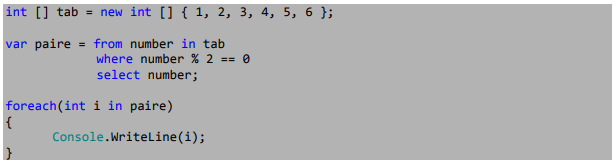 int [] tab = new int [] { 1, 2, 3, 4, 5, 6 };
var paire = from number in tab
where number % 2 == 0
select number;
foreach(int i in paire)
{
Console.WriteLine(i);
}